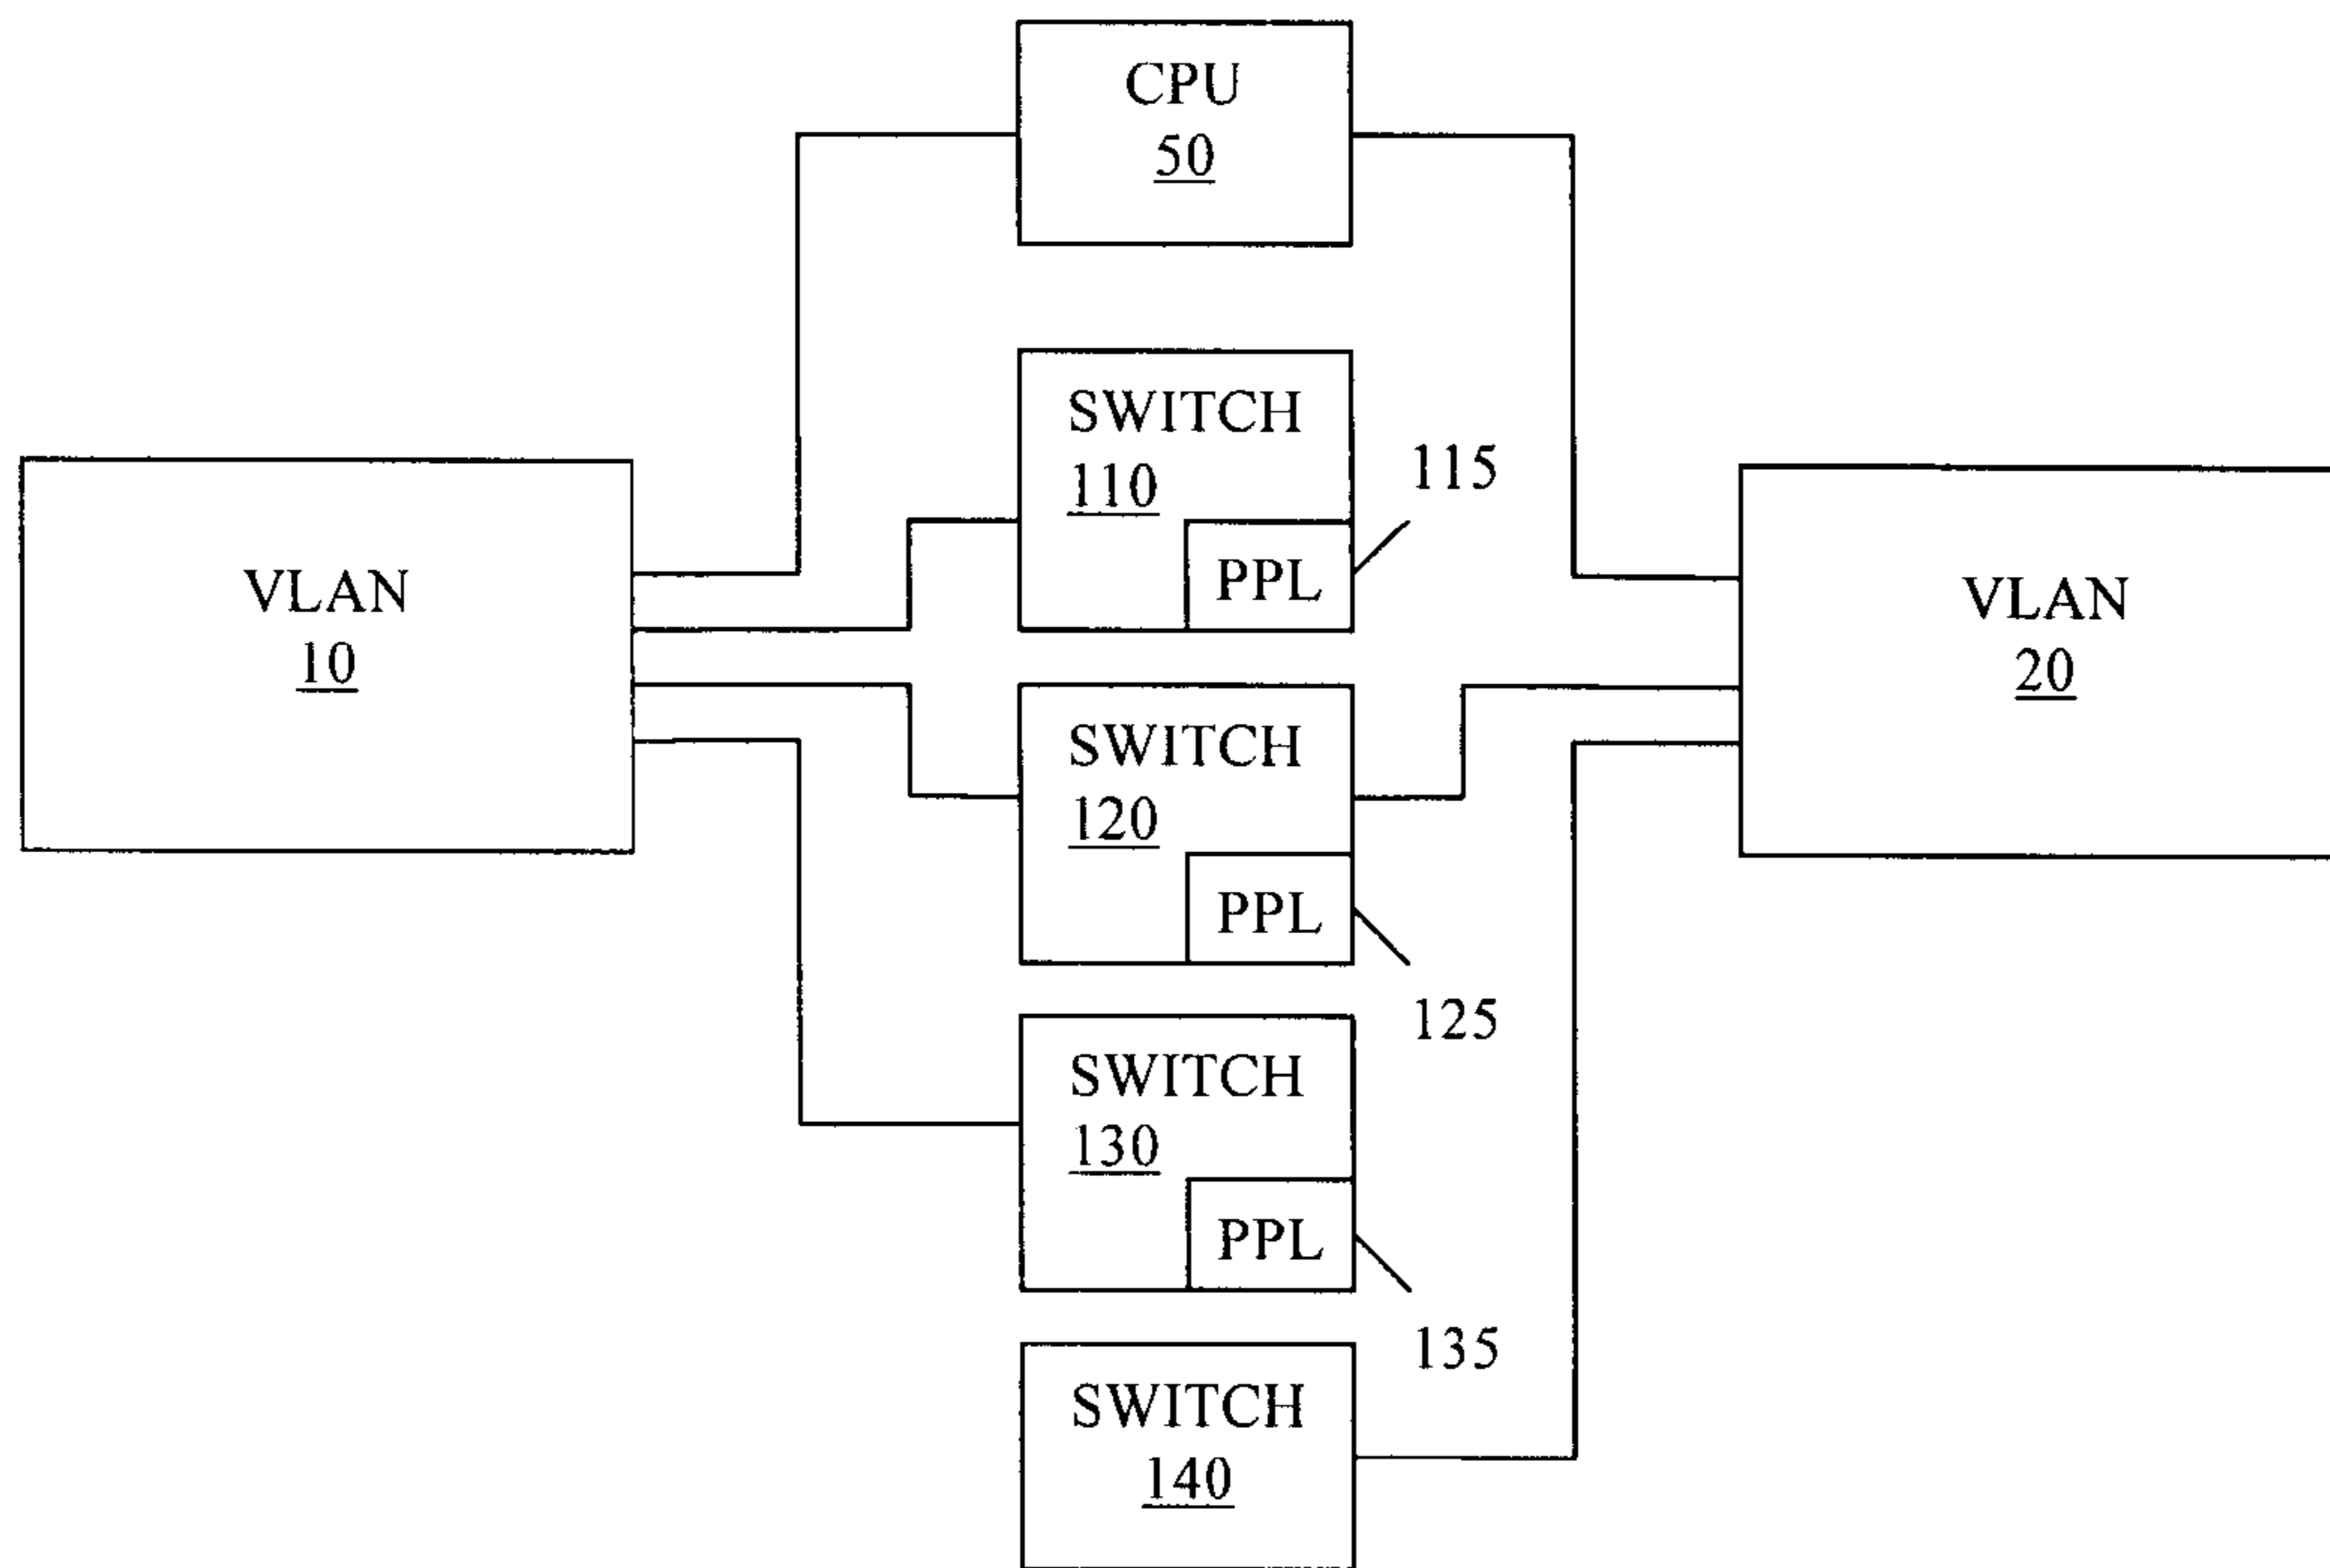 CPU
50
SWITCH
110
115
PPL
VLAN
10
VLAN
20
SWITCH
120
PPL
125
SWITCH
130
PPL
135
SWITCH
140